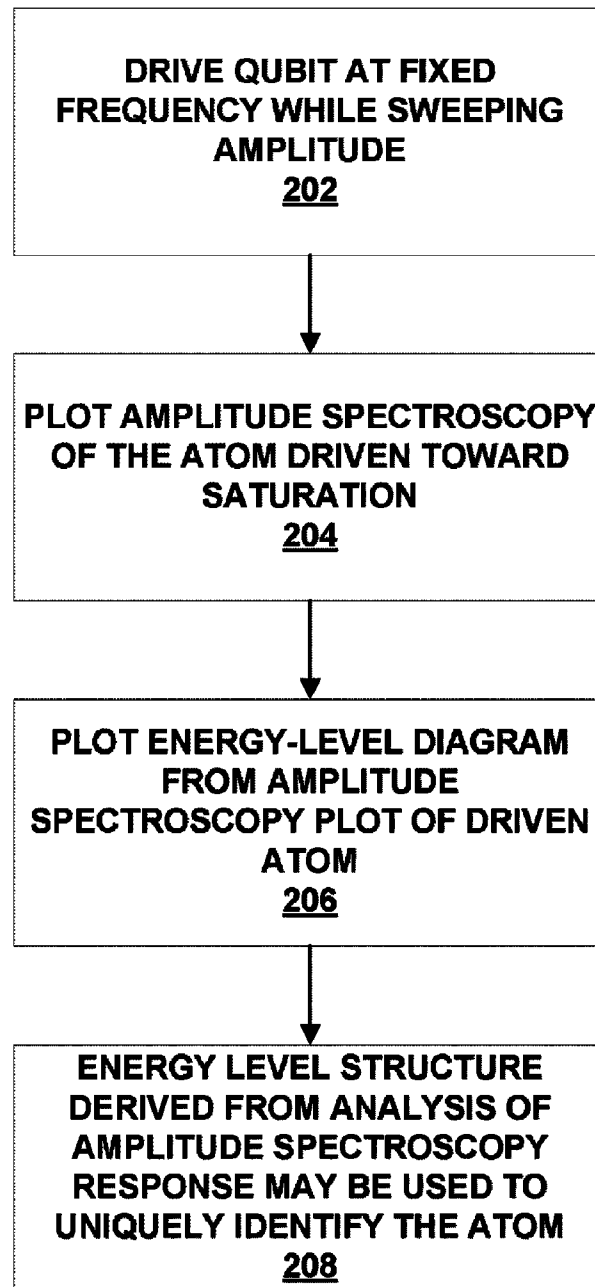 DRIVE QUBIT AT FIXED
FREQUENCY WHILE SWEEPING
AMPLITUDE
202
PLOT AMPLITUDE SPECTROSCOPY
OF THE ATOM DRIVEN TOWARD
SATURATION
204
PLOT ENERGY-LEVEL DIAGRAM
FROM AMPLITUDE
SPECTROSCOPY PLOT OF DRIVEN
ATOM
206
ENERGY LEVEL STRUCTURE
DERIVED FROM ANALYSIS OF
AMPLITUDE SPECTROSCOPY
RESPONSE MAY BE USED TO
UNIQUELY IDENTIFY THE ATOM
208